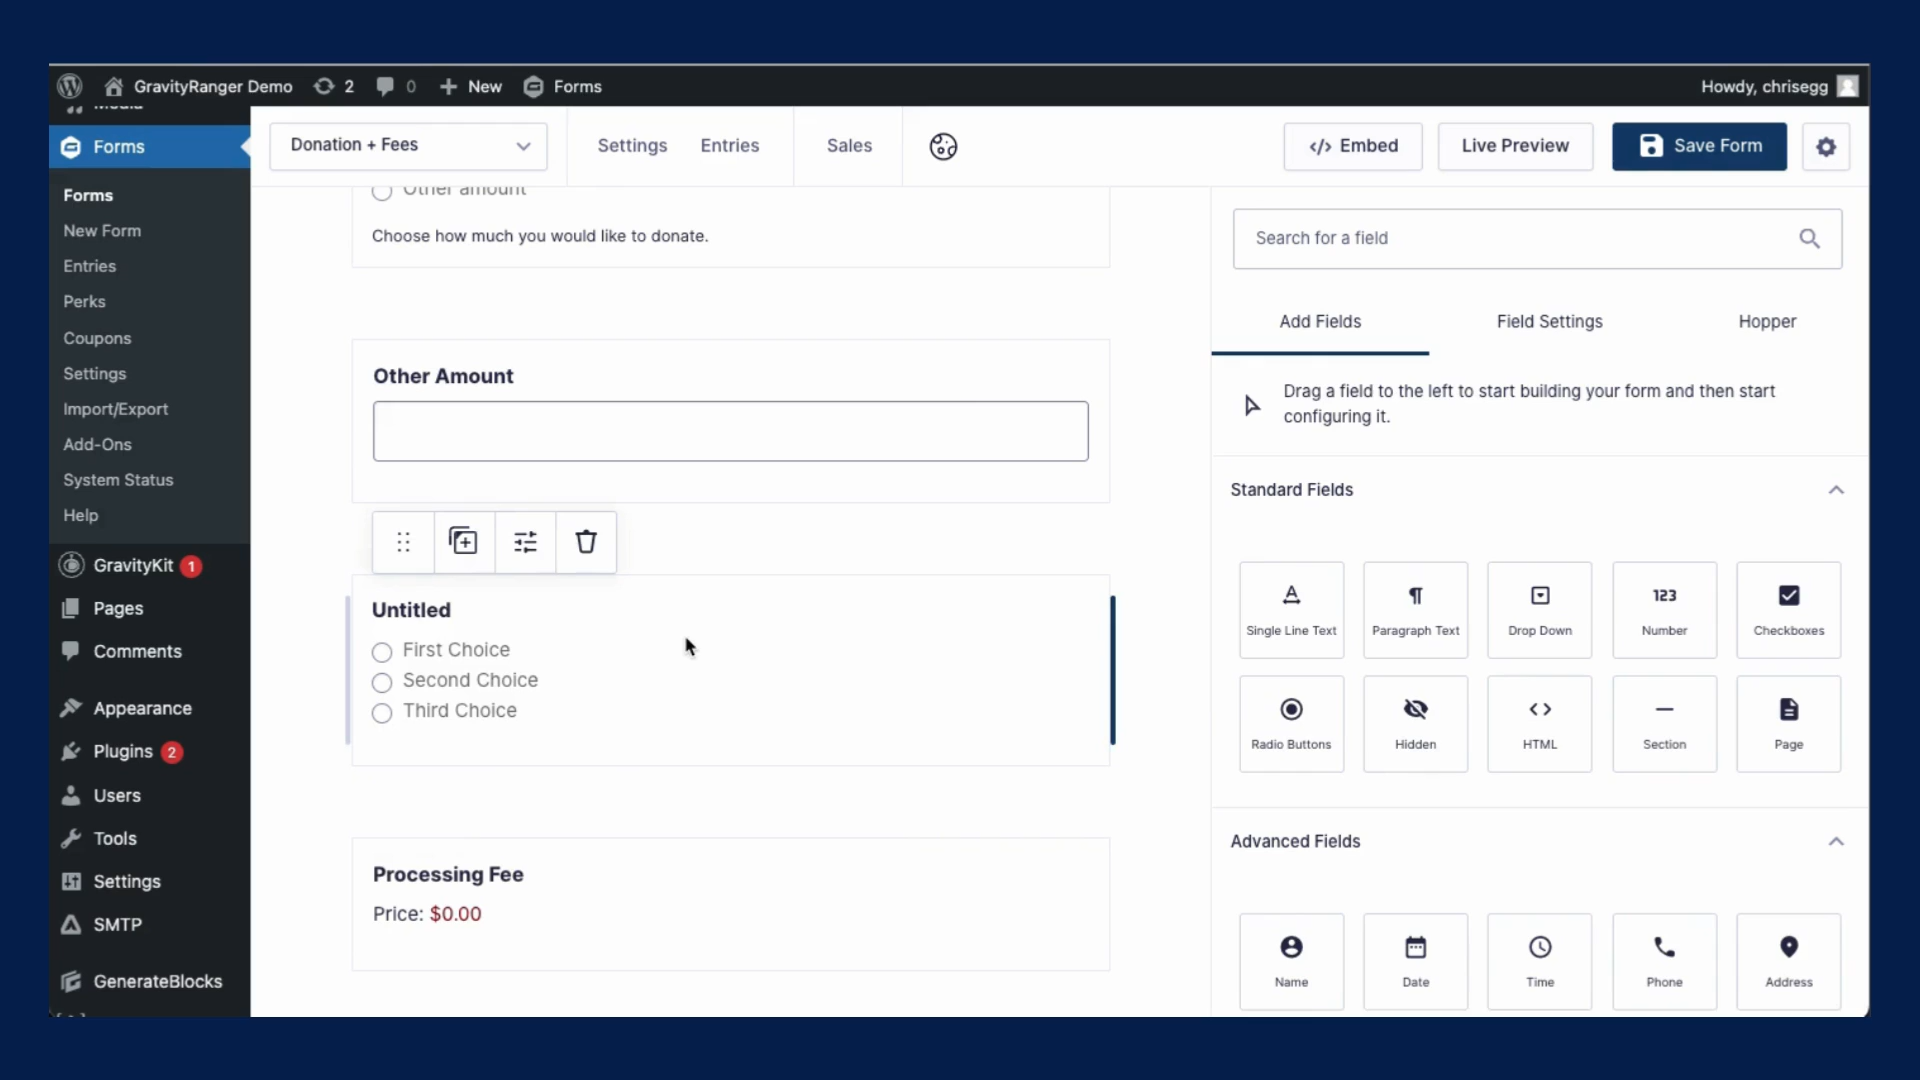 GravityRanger Demo
2
0
New
Forms
Howdy, chrisegg
Media
Forms
Forms
New Form
Entries
Perks
Coupons
Settings
Import/Export
Add-Ons
System Status
Help
GravityKit 1
Pages
Comments
Appearance
Plugins 2
Users
Tools
Settings
SMTP
GenerateBlocks
Donation + Fees
Settings
Entries
Sales
</> Embed
Live Preview
Save Form
Other amount
Choose how much you would like to donate.
Other Amount
Untitled
First Choice
Second Choice
Third Choice
Processing Fee
Price: $0.00
Search for a field
Add Fields
Field Settings
Hopper
Drag a field to the left to start building your form and then start
configuring it.
Standard Fields
Single Line Text
Paragraph Text
Drop Down
123
Number
Checkboxes
Radio Buttons
Hidden
HTML
Section
Page
Advanced Fields
Name
Date
Time
Phone
Address